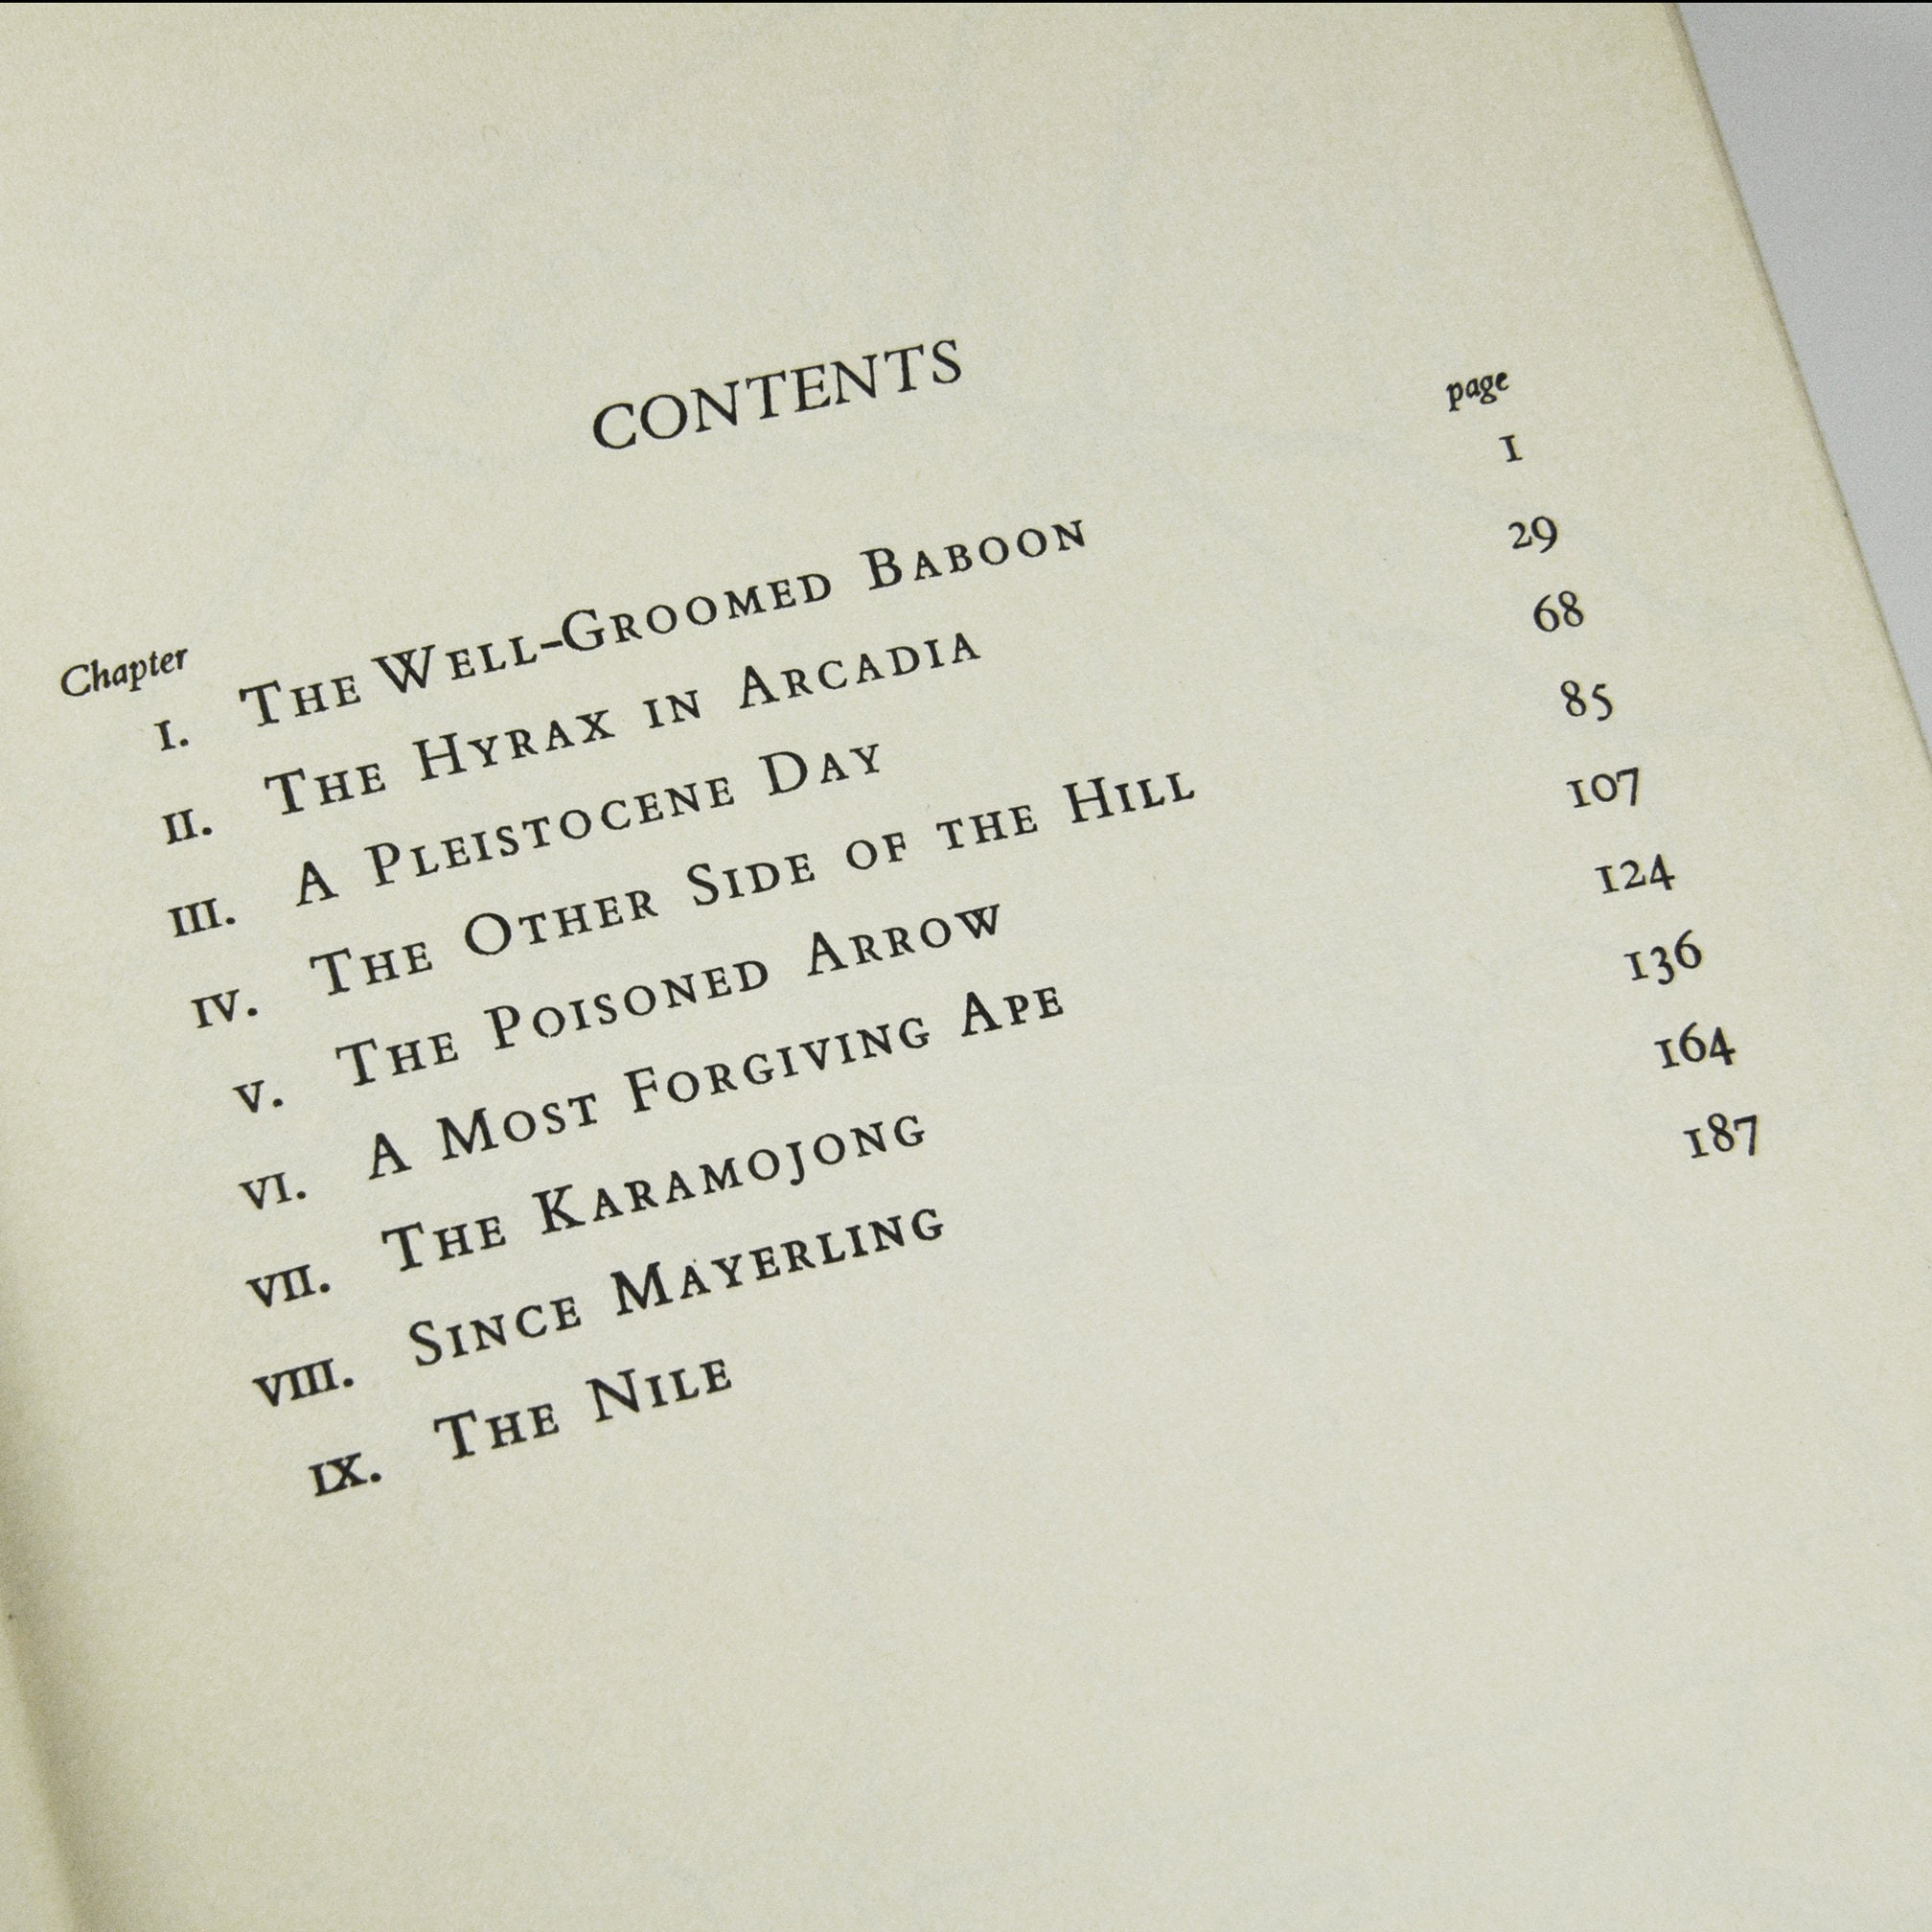 CONTENTS
Chapter page
I. THE WELL-GROOMED BABOON 1
II. THE HYRAX IN ARCADIA 29
III. A PLEISTOCENE DAY 68
IV. THE OTHER SIDE OF THE HILL 85
V. THE POISONED ARROW 107
VI. A MOST FORGIVING APE 124
VII. THE KARAMOJONG 136
VIII. SINCE MAYERLING 164
IX. THE NILE 187